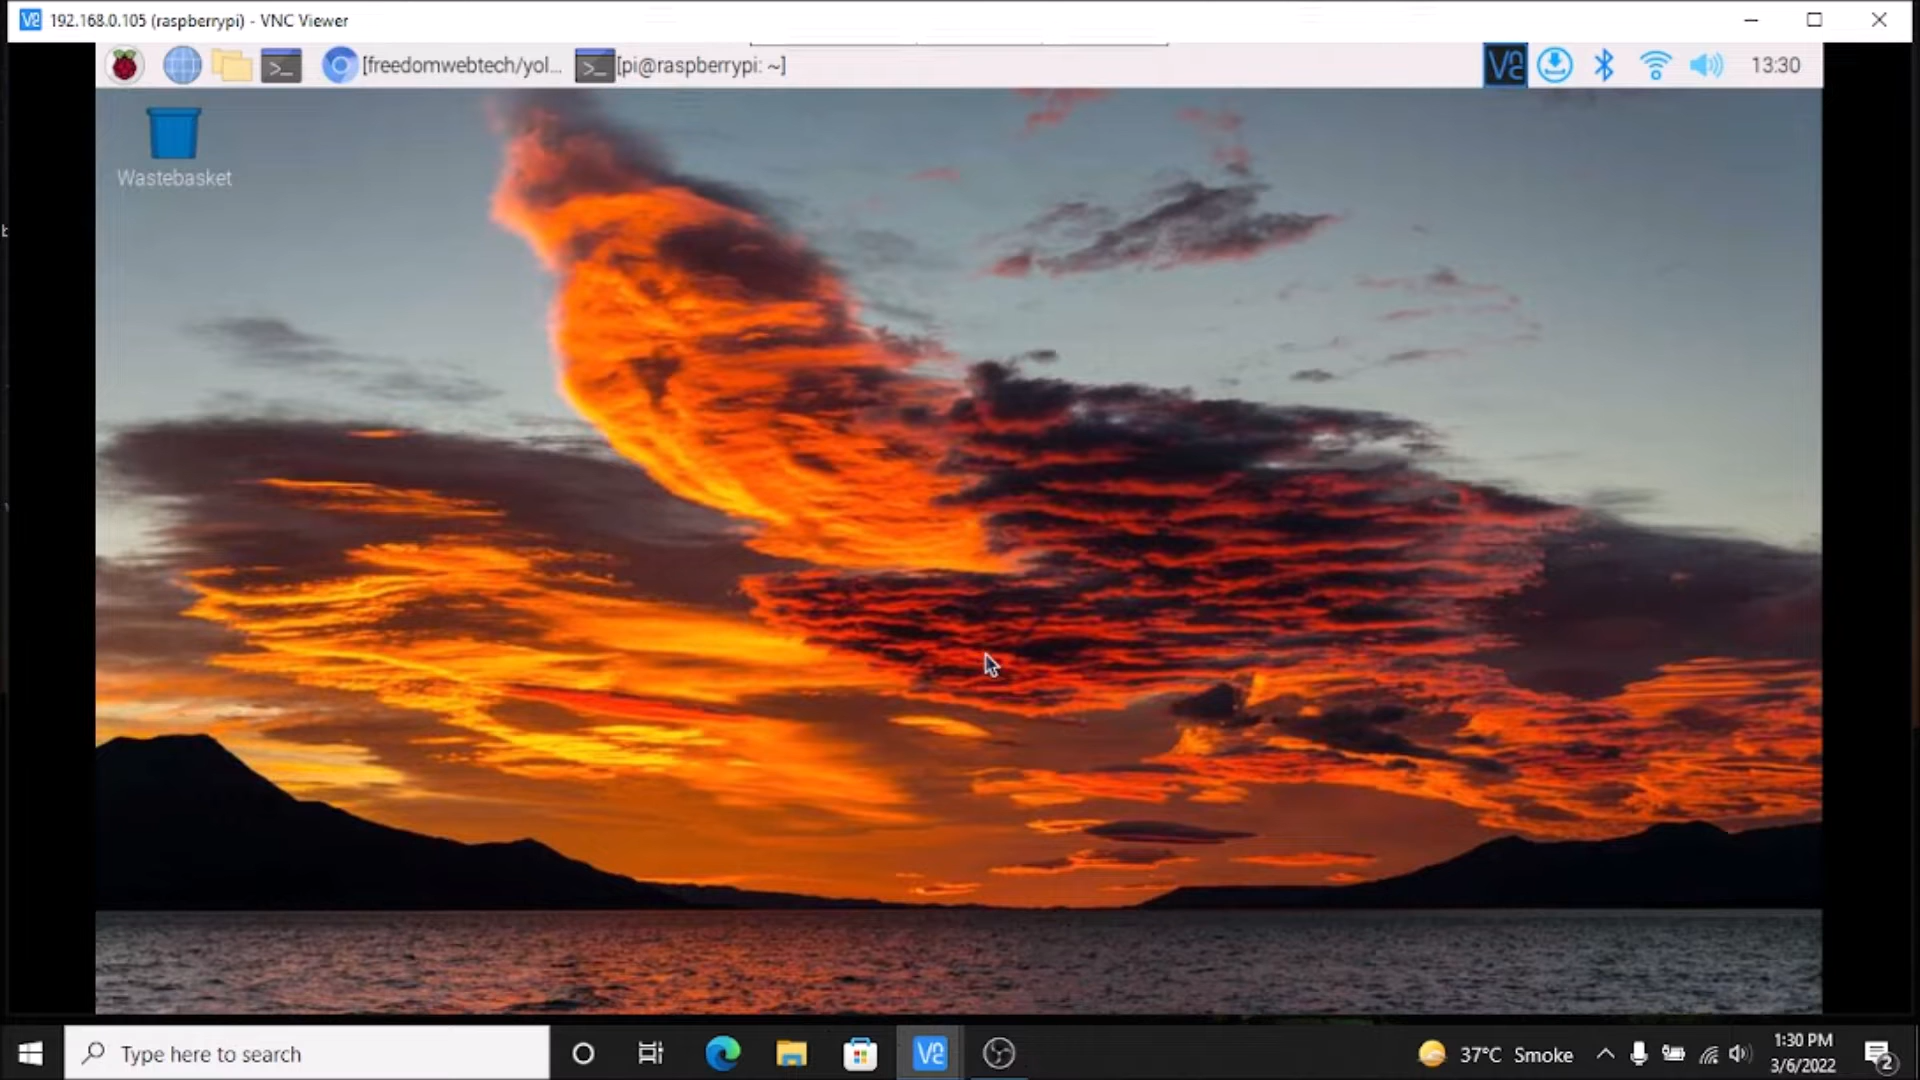 192.168.0.105 (raspberrypi) - VNC Viewer
[freedomwebtech/yol...
[pi@raspberrypi: ~]
13:30
Wastebasket
Type here to search
37°C Smoke
1:30 PM
3/6/2022
2